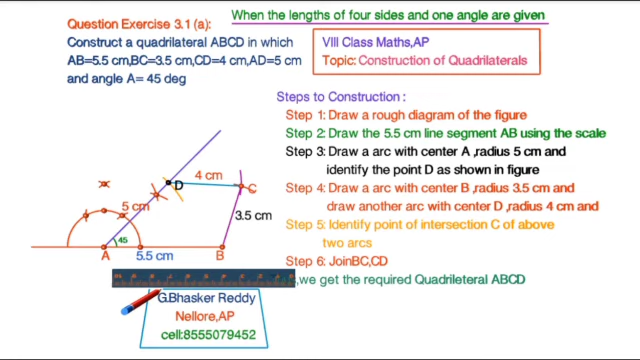 When the lengths of four sides and one angle are given
Question Exercise 3.1 (a):
Construct a quadrilateral ABCD in which
AB=5.5 cm,BC=3.5 cm,CD=4 cm,AD=5 cm
and angle A= 45 deg
VIII Class Maths,AP
Topic: Construction of Quadrilaterals
Steps to Construction :
Step 1: Draw a rough diagram of the figure
Step 2: Draw the 5.5 cm line segment AB using the scale
Step 3: Draw a arc with center A ,radius 5 cm and
identify the point D as shown in figure
Step 4: Draw a arc with center B ,radius 3.5 cm and
draw another arc with center D ,radius 4 cm and
Step 5: Identify point of intersection C of above
two arcs
Step 6: JoinBC,CD
,we get the required Quadrileteral ABCD
4 cm
D
C
5 cm
3.5 cm
45
A
5.5 cm
B
G.Bhasker Reddy
Nellore,AP
cell:8555079452